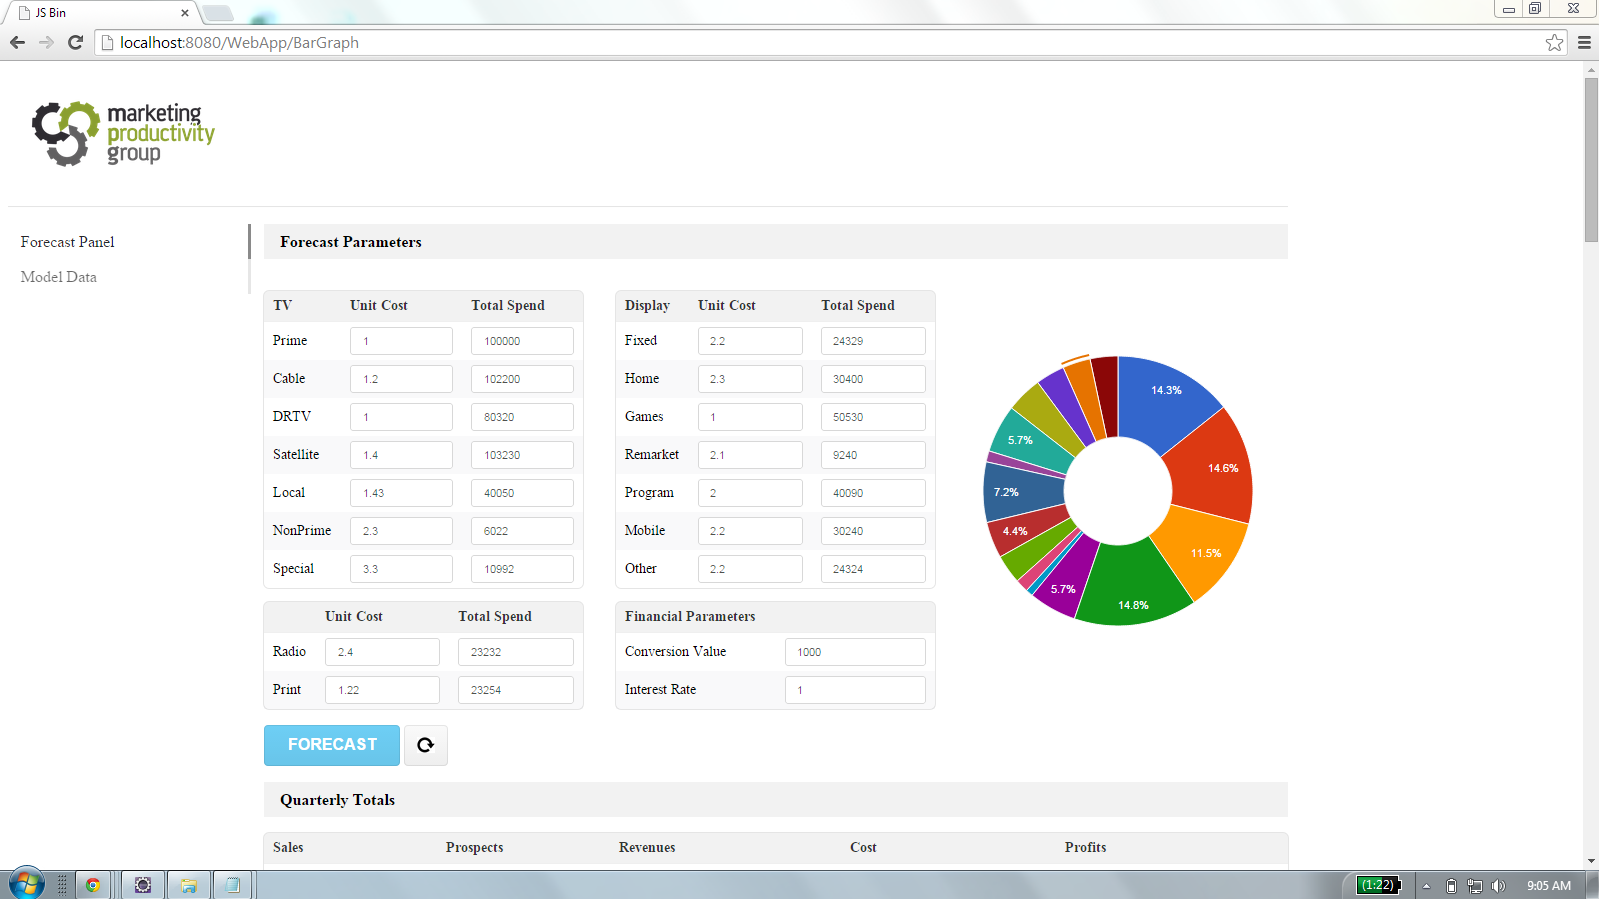 JS Bin
localhost:8080/WebApp/BarGraph
marketing
productivity
group
Forecast Panel
Model Data
Forecast Parameters
TV Unit Cost Total Spend
Prime 1 100000
Cable 1.2 102200
DRTV 1 80320
Satellite 1.4 103230
Local 1.43 40050
NonPrime 2.3 6022
Special 3.3 10992
Display Unit Cost Total Spend
Fixed 2.2 24329
Home 2.3 30400
Games 1 50530
Remarket 2.1 9240
Program 2 40090
Mobile 2.2 30240
Other 2.2 24324
14.3%
14.6%
11.5%
14.8%
5.7%
4.4%
7.2%
5.7%
Unit Cost Total Spend
Radio 2.4 23232
Print 1.22 23254
Financial Parameters
Conversion Value 1000
Interest Rate 1
FORECAST
Quarterly Totals
Sales Prospects Revenues Cost Profits
(1:22) 9:05 AM